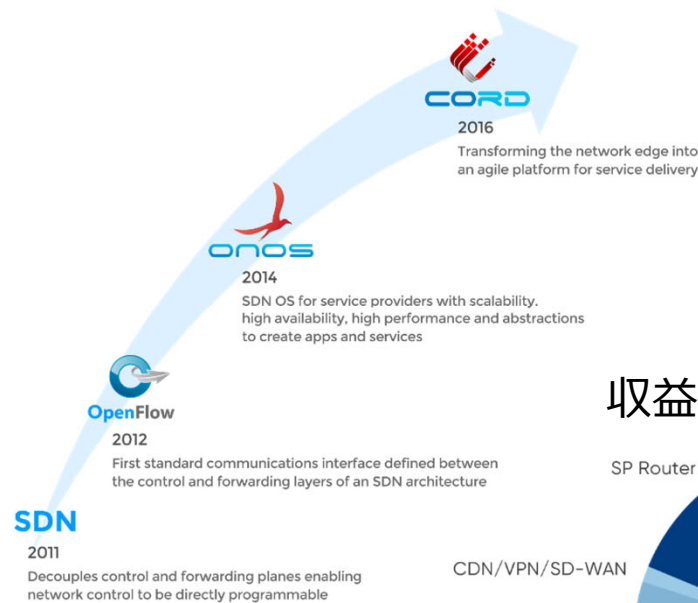 CORD
2016
Transforming the network edge into
an agile platform for service delivery
ONOS
2014
SDN OS for service providers with scalability.
high availability, high performance and abstractions
to create apps and services
OpenFlow
2012
First standard communications interface defined between
the control and forwarding layers of an SDN architecture
収益
SP Router
SDN
2011
Decouples control and forwarding planes enabling
network control to be directly programmable
CDN/VPN/SD-WAN